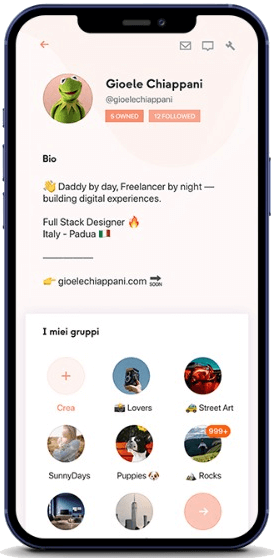 Gioele Chiappani
@gioelechiappani
5 OWNED 12 FOLLOWED
Bio
👋 Daddy by day, Freelancer by night —
building digital experiences.
Full Stack Designer 🔥
Italy - Padua 🇮🇹
👉 gioelechiappani.com 🔜
I miei gruppi
Crea 📸 Lovers 🚕 Street Art
999+
SunnyDays Puppies 🐶 ⛰️ Rocks